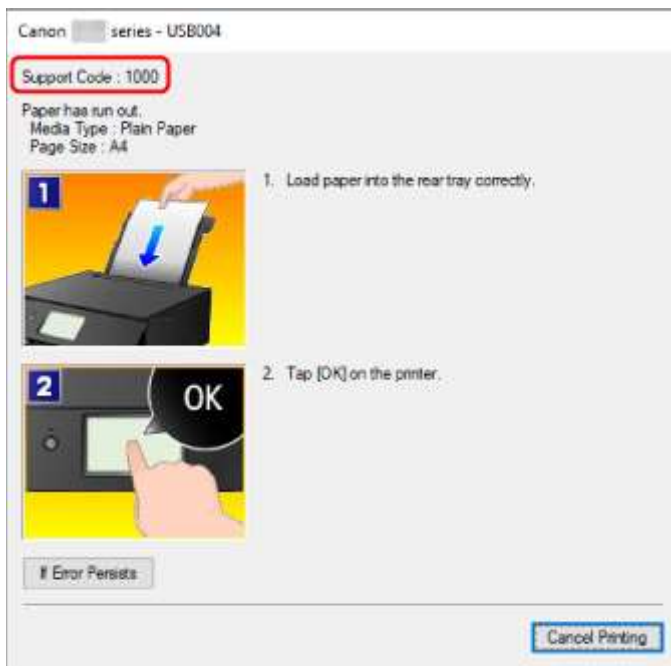 Canon series - USB004
Support Code : 1000
Paper has run out.
Media Type : Plain Paper
Page Size : A4
1
1. Load paper into the rear tray correctly.
2
OK
2. Tap [OK] on the printer.
If Error Persists
Cancel Printing